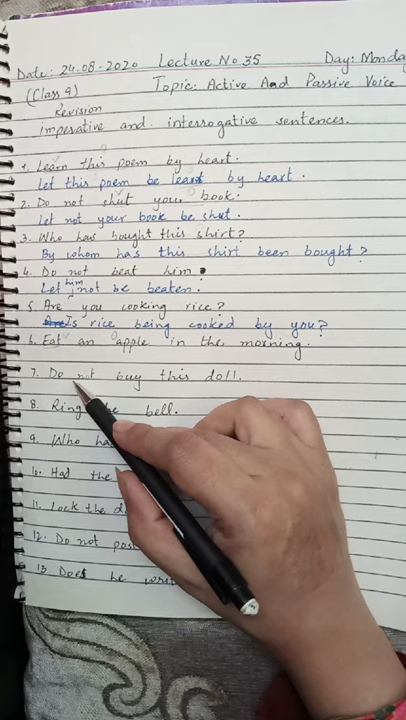 Date: 24.08-2020 Lecture No 35 Day: Monda
(Class 9) Topic: Active And Passive Voice
Revision
imperative and interrogative sentences.
1. Learn this poem by heart.
Let this poem be learnt by heart.
2. Do not shut your book.
Let not your book be shut.
3. Who has bought this shirt?
By whom has this shirt been bought?
4. Do not beat him.
Let him not be beaten.
5. Are you cooking rice?
Is rice being cooked by you?
6. Eat an apple in the morning.
7. Do not buy this doll.
8. Ring bell.
9. Who ha
10. Had the
11. Lock the d
12. Do not pos
13 Does he wri